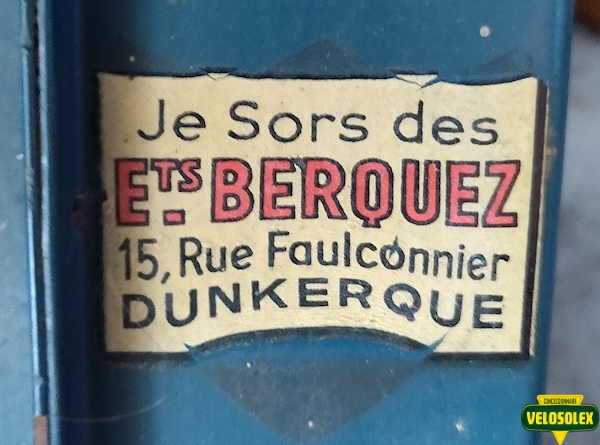 Je Sors des
ETS BERQUEZ
15, Rue Faulconnier
DUNKERQUE
CONCESSIONNAIRE
VELOSOLEX